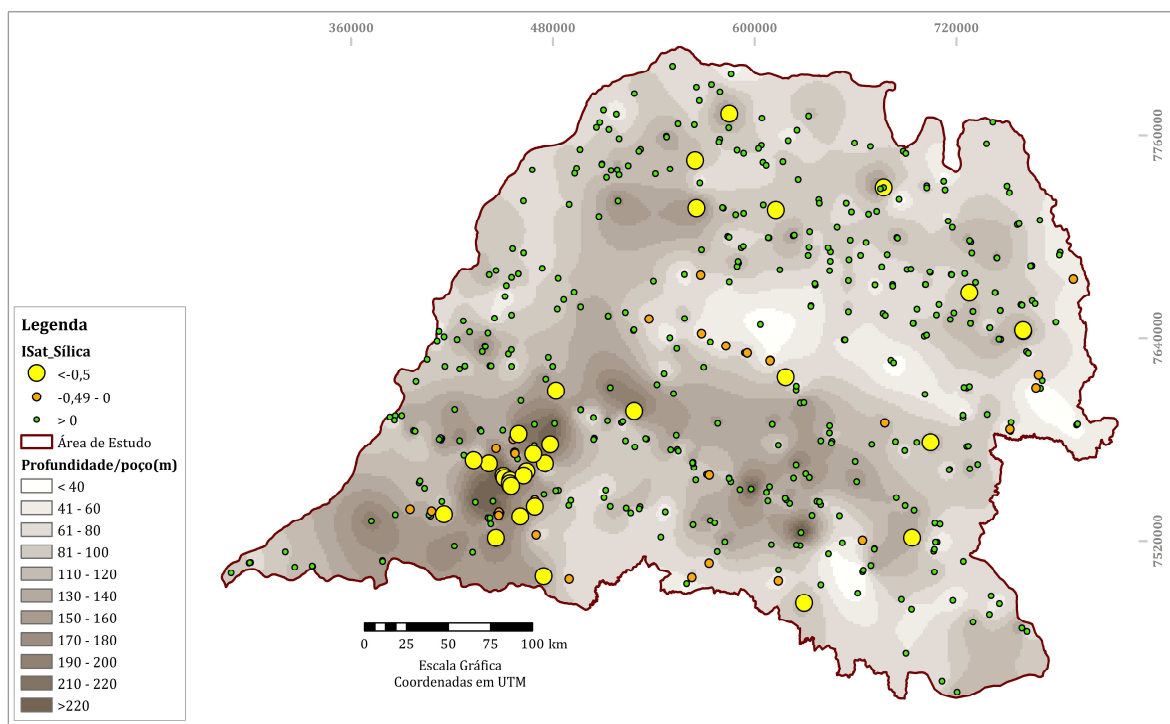 360000 480000 600000 720000
7760000
7640000
7520000
Legenda
ISat_Sílica
<-0,5
-0,49 - 0
> 0
Área de Estudo
Profundidade/poço(m)
< 40
41 - 60
61 - 80
81 - 100
110 - 120
130 - 140
150 - 160
170 - 180
190 - 200
210 - 220
>220
0 25 50 75 100 km
Escala Gráfica
Coordenadas em UTM